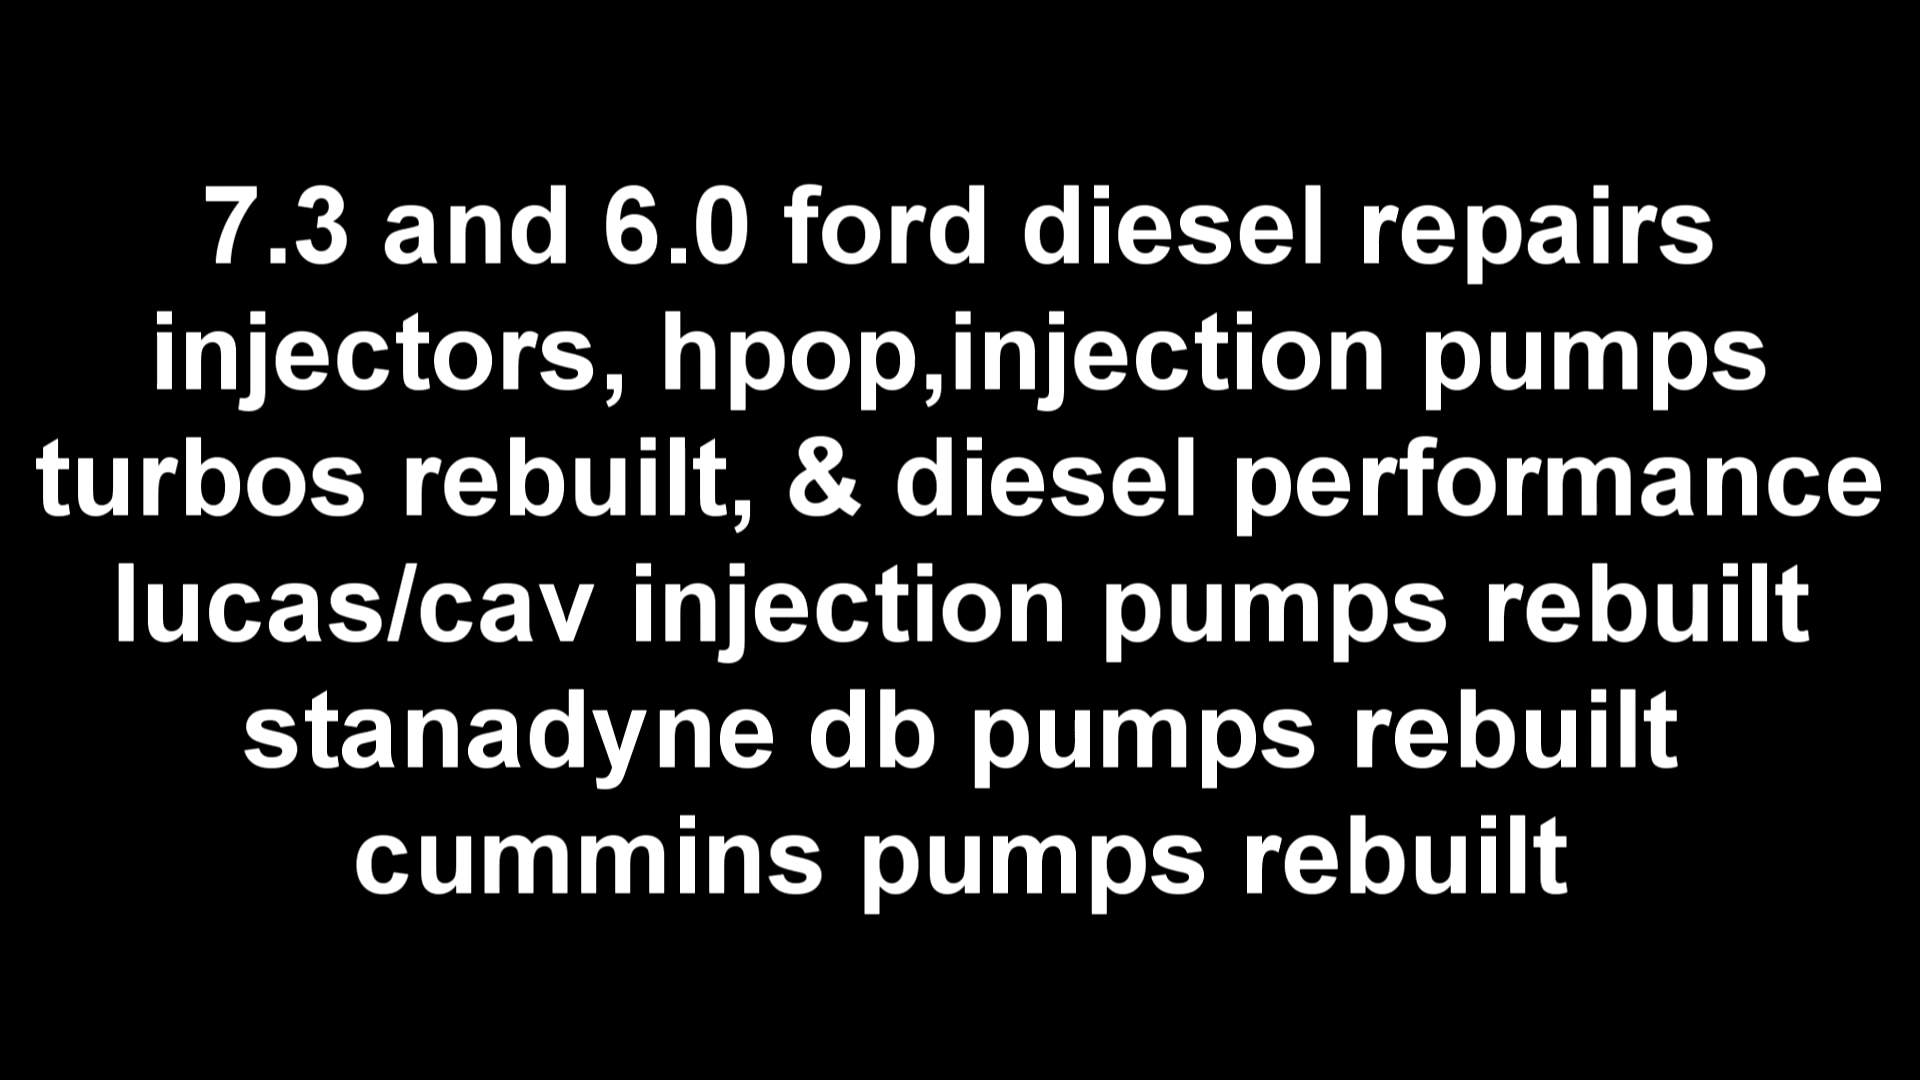 7.3 and 6.0 ford diesel repairs
injectors, hpop,injection pumps
turbos rebuilt, & diesel performance
lucas/cav injection pumps rebuilt
stanadyne db pumps rebuilt
cummins pumps rebuilt